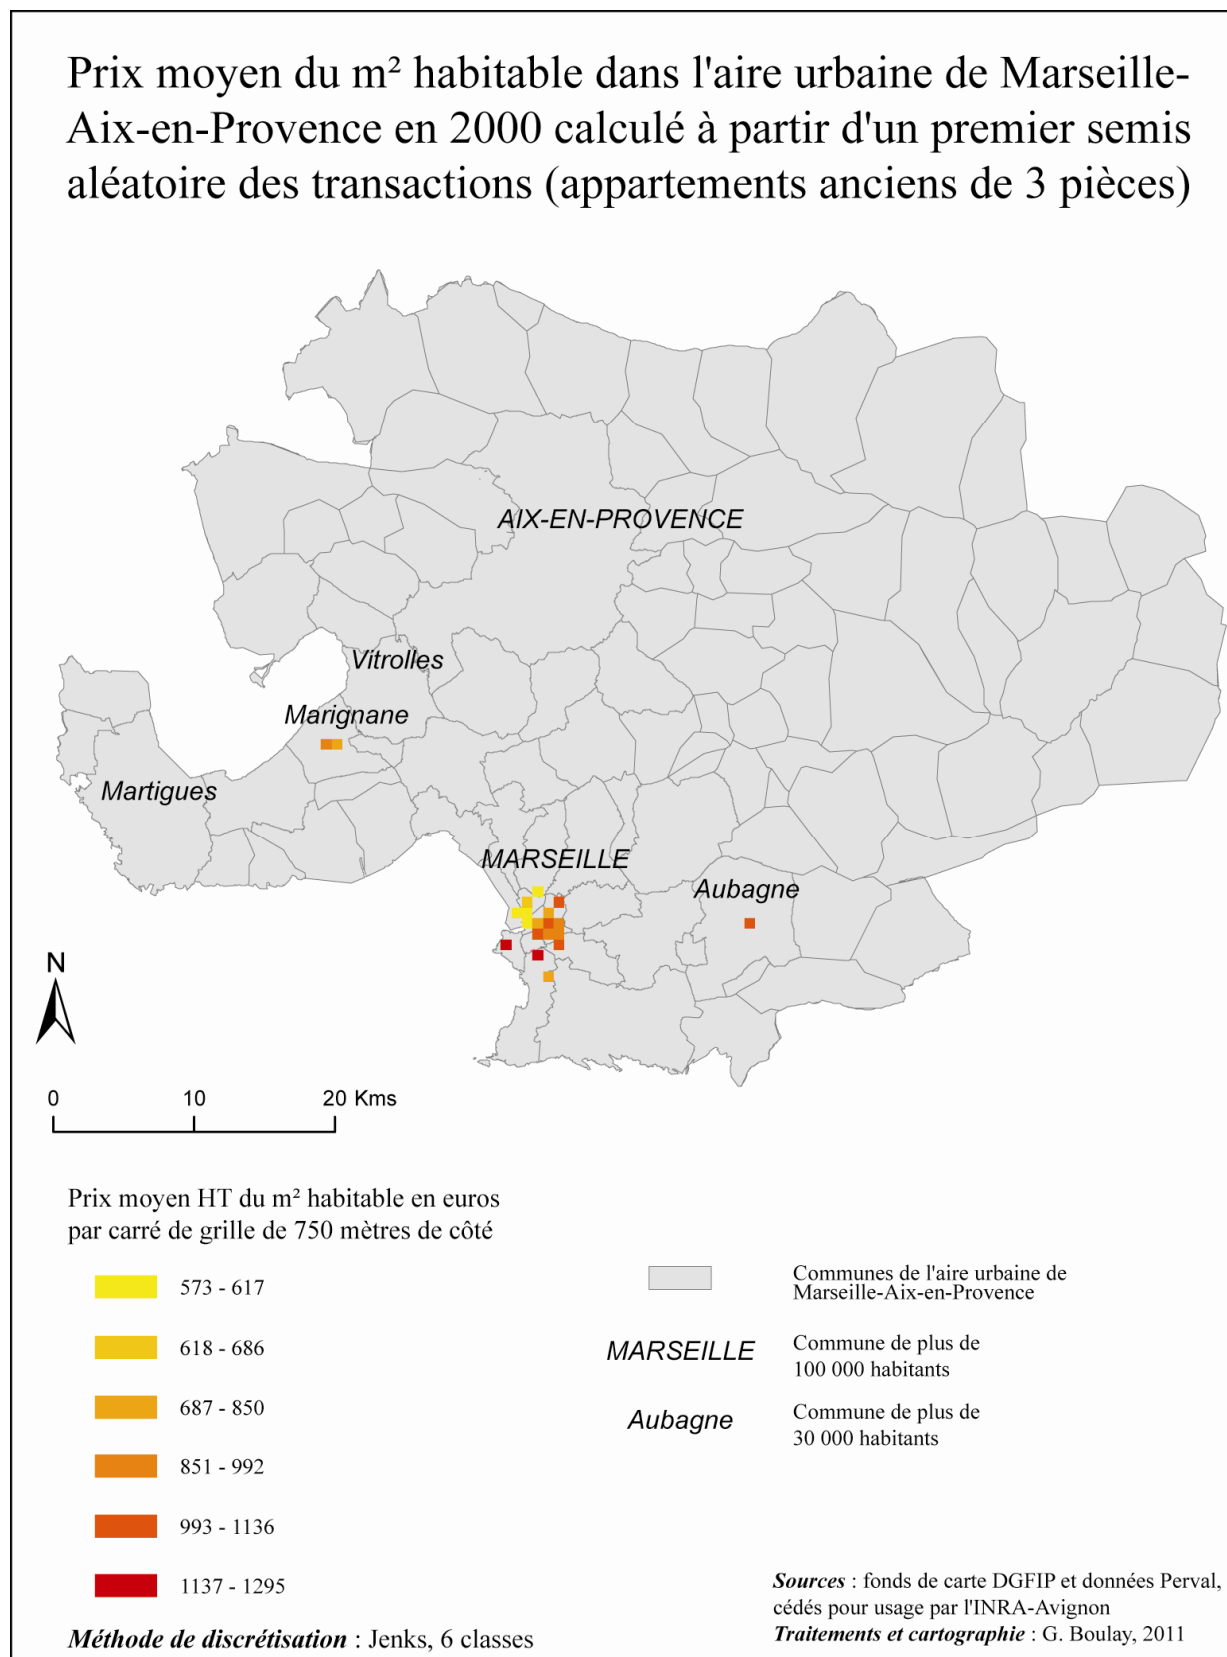 Prix moyen du m² habitable dans l'aire urbaine de Marseille-
Aix-en-Provence en 2000 calculé à partir d'un premier semis
aléatoire des transactions (appartements anciens de 3 pièces)
AIX-EN-PROVENCE
Vitrolles
Marignane
Martigues
MARSEILLE
Aubagne
N
0 10 20 Kms
Prix moyen HT du m² habitable en euros
par carré de grille de 750 mètres de côté
573 - 617
618 - 686
687 - 850
851 - 992
993 - 1136
1137 - 1295
Méthode de discrétisation : Jenks, 6 classes
Communes de l'aire urbaine de
Marseille-Aix-en-Provence
MARSEILLE
Commune de plus de
100 000 habitants
Aubagne
Commune de plus de
30 000 habitants
Sources : fonds de carte DGFIP et données Perval,
cédés pour usage par l'INRA-Avignon
Traitements et cartographie : G. Boulay, 2011